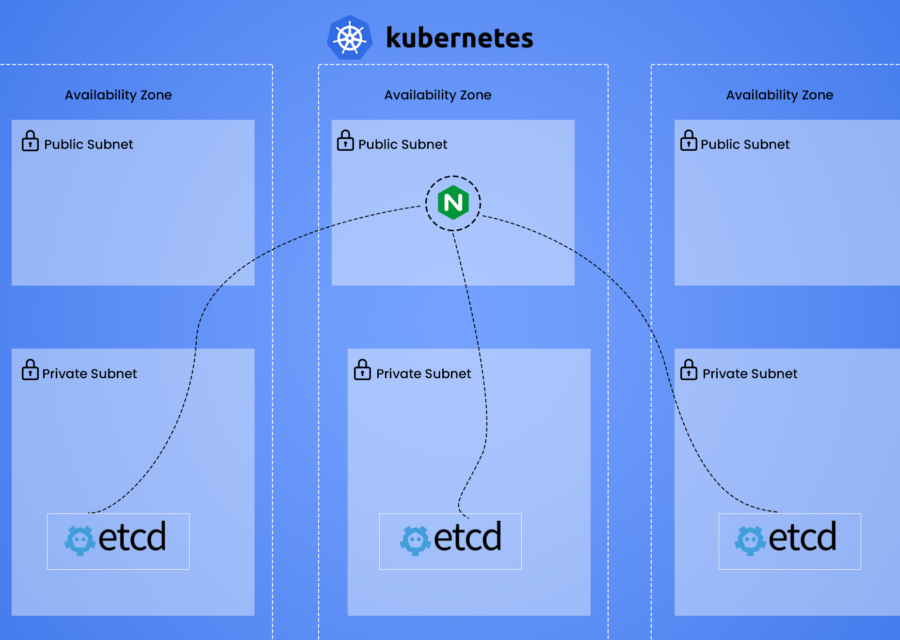 kubernetes
Availability Zone
Availability Zone
Availability Zone
Public Subnet
Public Subnet
Public Subnet
N
Private Subnet
Private Subnet
Private Subnet
etcd
etcd
etcd